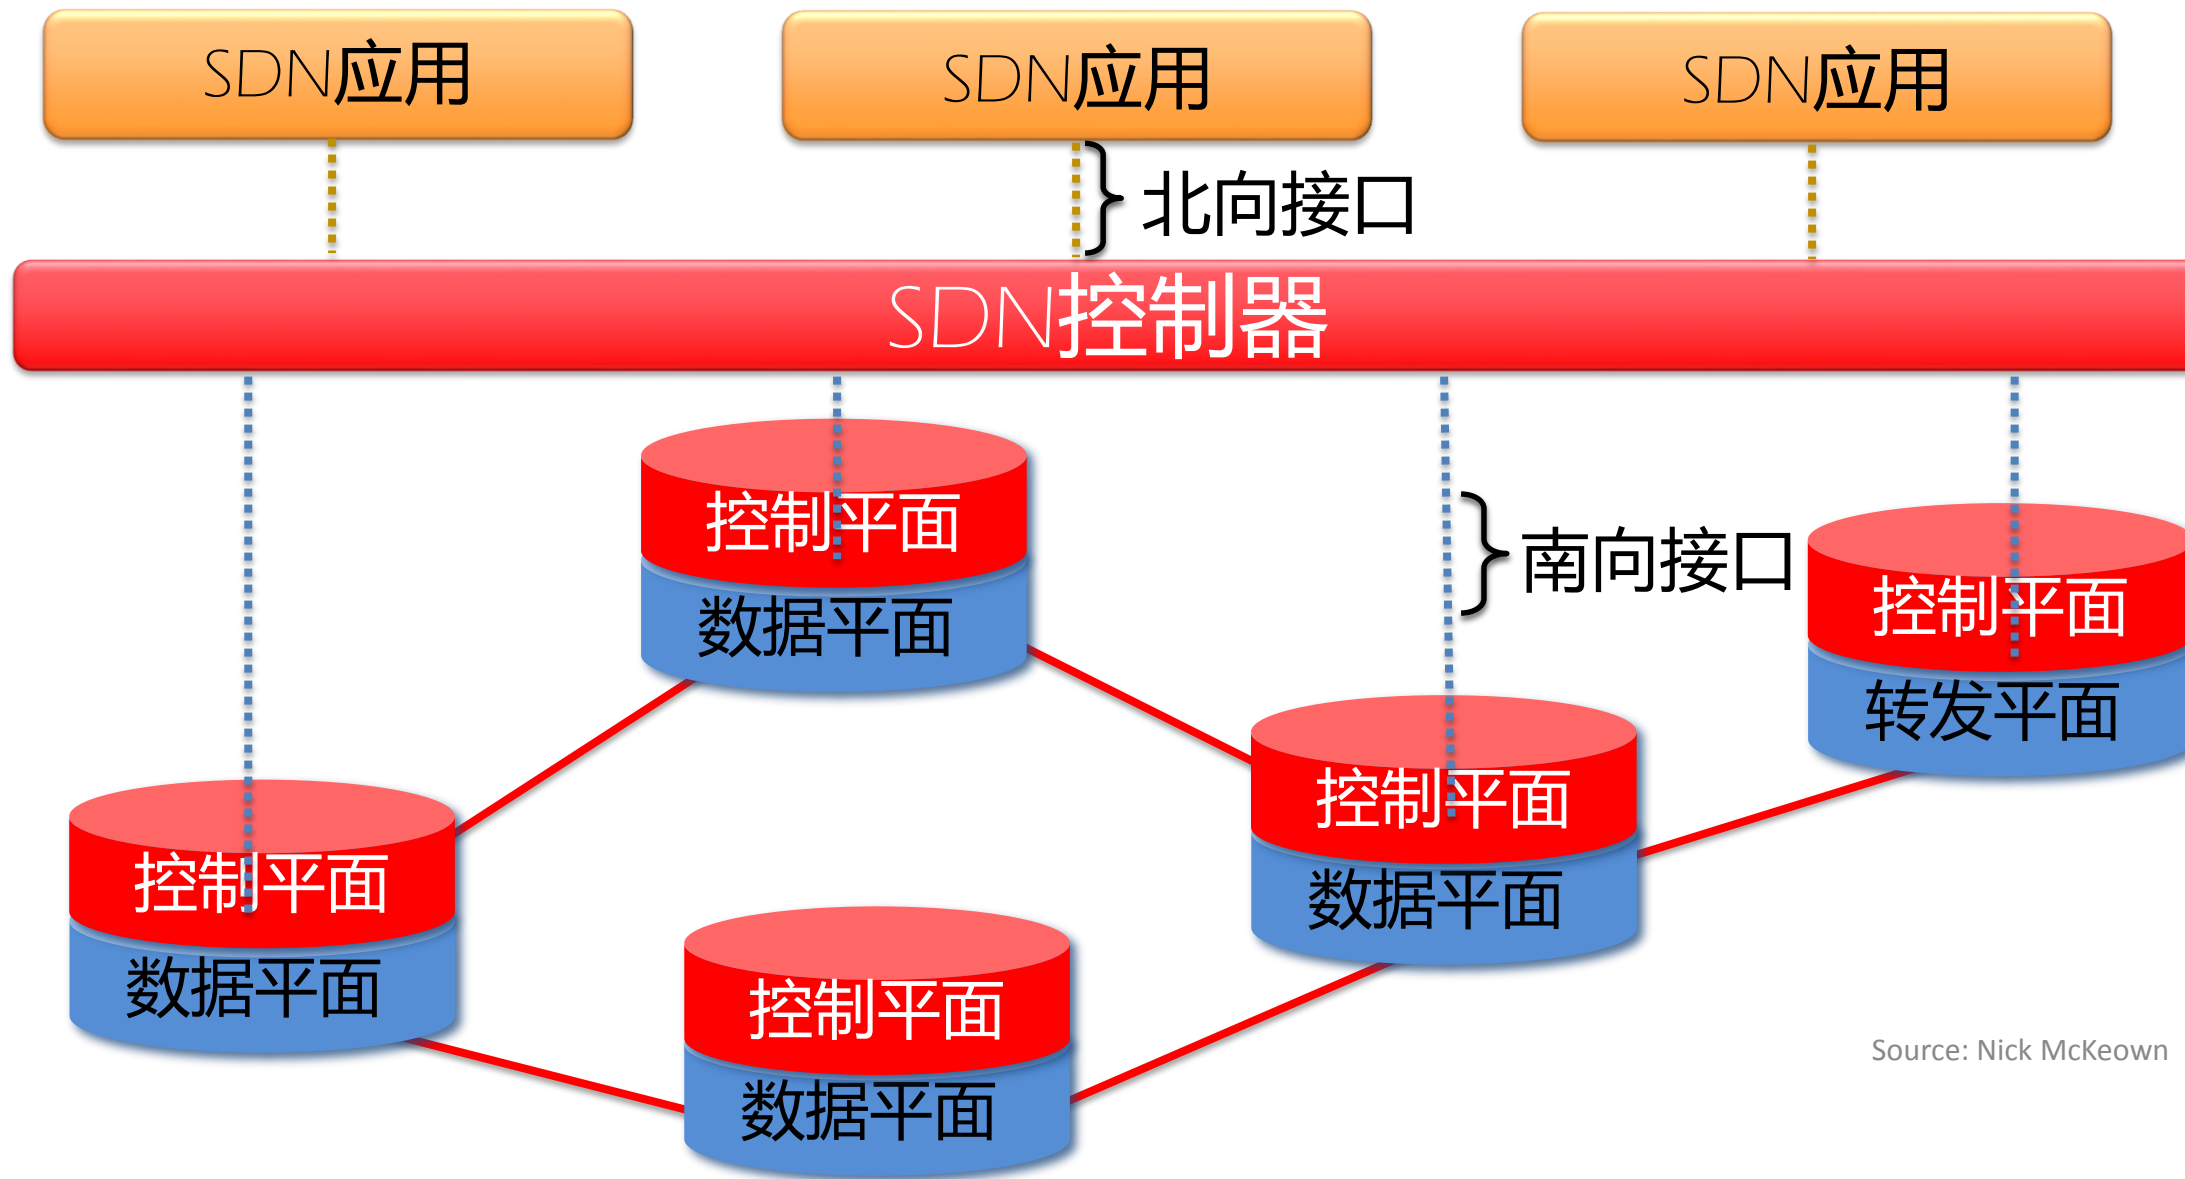 SDN应用
SDN应用
SDN应用
北向接口
SDN控制器
控制平面
数据平面
南向接口
控制平面
转发平面
控制平面
数据平面
控制平面
数据平面
控制平面
数据平面
Source: Nick McKeown